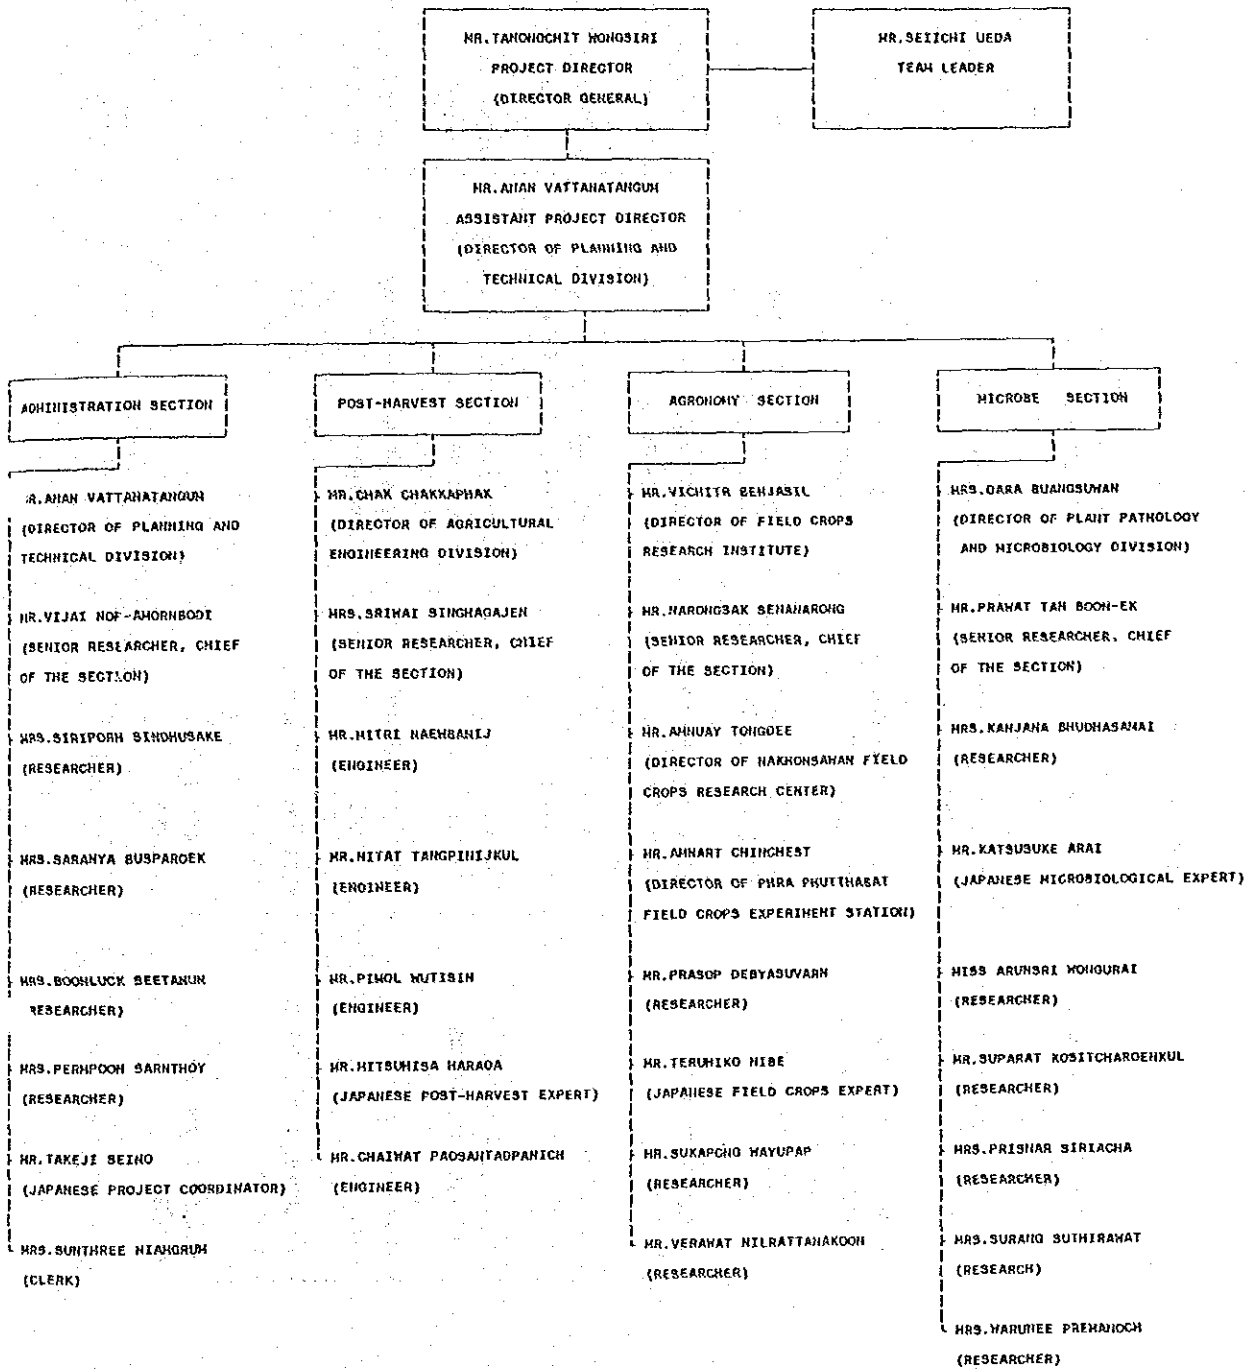 MR.TANONGCHIT WONGSIRI
PROJECT DIRECTOR
(DIRECTOR GENERAL)
MR.SEIICHI UEDA
TEAM LEADER
MR.ANAN VATTANATANGUM
ASSISTANT PROJECT DIRECTOR
(DIRECTOR OF PLANNING AND
TECHNICAL DIVISION)
ADMINISTRATION SECTION
R.ANAN VATTANATANGUM
(DIRECTOR OF PLANNING AND
TECHNICAL DIVISION)
MR.VIJAI NOP-AMORNBODI
(SENIOR RESEARCHER, CHIEF
OF THE SECTION)
MRS.SIRIPORN SINDHUSAKE
(RESEARCHER)
MRS.SARANYA BUSPAROEK
(RESEARCHER)
MRS.BOONLUCK SEETANUN
RESEARCHER)
MRS.PERMPOON SARNTHOY
(RESEARCHER)
MR.TAKEJI SEINO
(JAPANESE PROJECT COORDINATOR)
MRS.SUNTHREE NIAMGRUM
(CLERK)
POST-HARVEST SECTION
MR.CHAK CHAKKAPHAK
(DIRECTOR OF AGRICULTURAL
ENGINEERING DIVISION)
MRS.SRIWAI SINGHAGAJEN
(SENIOR RESEARCHER, CHIEF
OF THE SECTION)
MR.MITRI NAEWBANIJ
(ENGINEER)
MR.NITAT TANGPINIJKUL
(ENGINEER)
MR.PIMOL WUTISIN
(ENGINEER)
MR.MITSUHISA HARADA
(JAPANESE POST-HARVEST EXPERT)
MR.CHAIWAT PAOSANTADPANICH
(ENGINEER)
AGRONOMY SECTION
MR.VICHITR BENJASIL
(DIRECTOR OF FIELD CROPS
RESEARCH INSTITUTE)
MR.NARONGSAK SENANARONG
(SENIOR RESEARCHER, CHIEF
OF THE SECTION)
MR.AMNUAY TONGDEE
(DIRECTOR OF NAKHONSAWAN FIELD
CROPS RESEARCH CENTER)
MR.AMNART CHINCHEST
(DIRECTOR OF PHRA PHUTTHABAT
FIELD CROPS EXPERIMENT STATION)
MR.PRASOP DEBYASUVARN
(RESEARCHER)
MR.TERUHIKO NIBE
(JAPANESE FIELD CROPS EXPERT)
MR.SUKAPONG WAYUPAP
(RESEARCHER)
MR.VERAWAT NILRATTANAKOON
(RESEARCHER)
MICROBE SECTION
MRS.DARA BUANGSUWAN
(DIRECTOR OF PLANT PATHOLOGY
AND MICROBIOLOGY DIVISION)
MR.PRAWAT TAN BOON-EK
(SENIOR RESEARCHER, CHIEF
OF THE SECTION)
MRS.KANJANA BHUDHASAMAI
(RESEARCHER)
MR.KATSUSUKE ARAI
(JAPANESE MICROBIOLOGICAL EXPERT)
MISS ARUNSRI WONGURAI
(RESEARCHER)
MR.SUPARAT KOSITCHAROENKUL
(RESEARCHER)
MRS.PRISNAR SIRIACHA
(RESEARCHER)
MRS.SURANG SUTHIRAWAT
(RESEARCH)
MRS.WARUNEE PREMANOCH
(RESEARCHER)